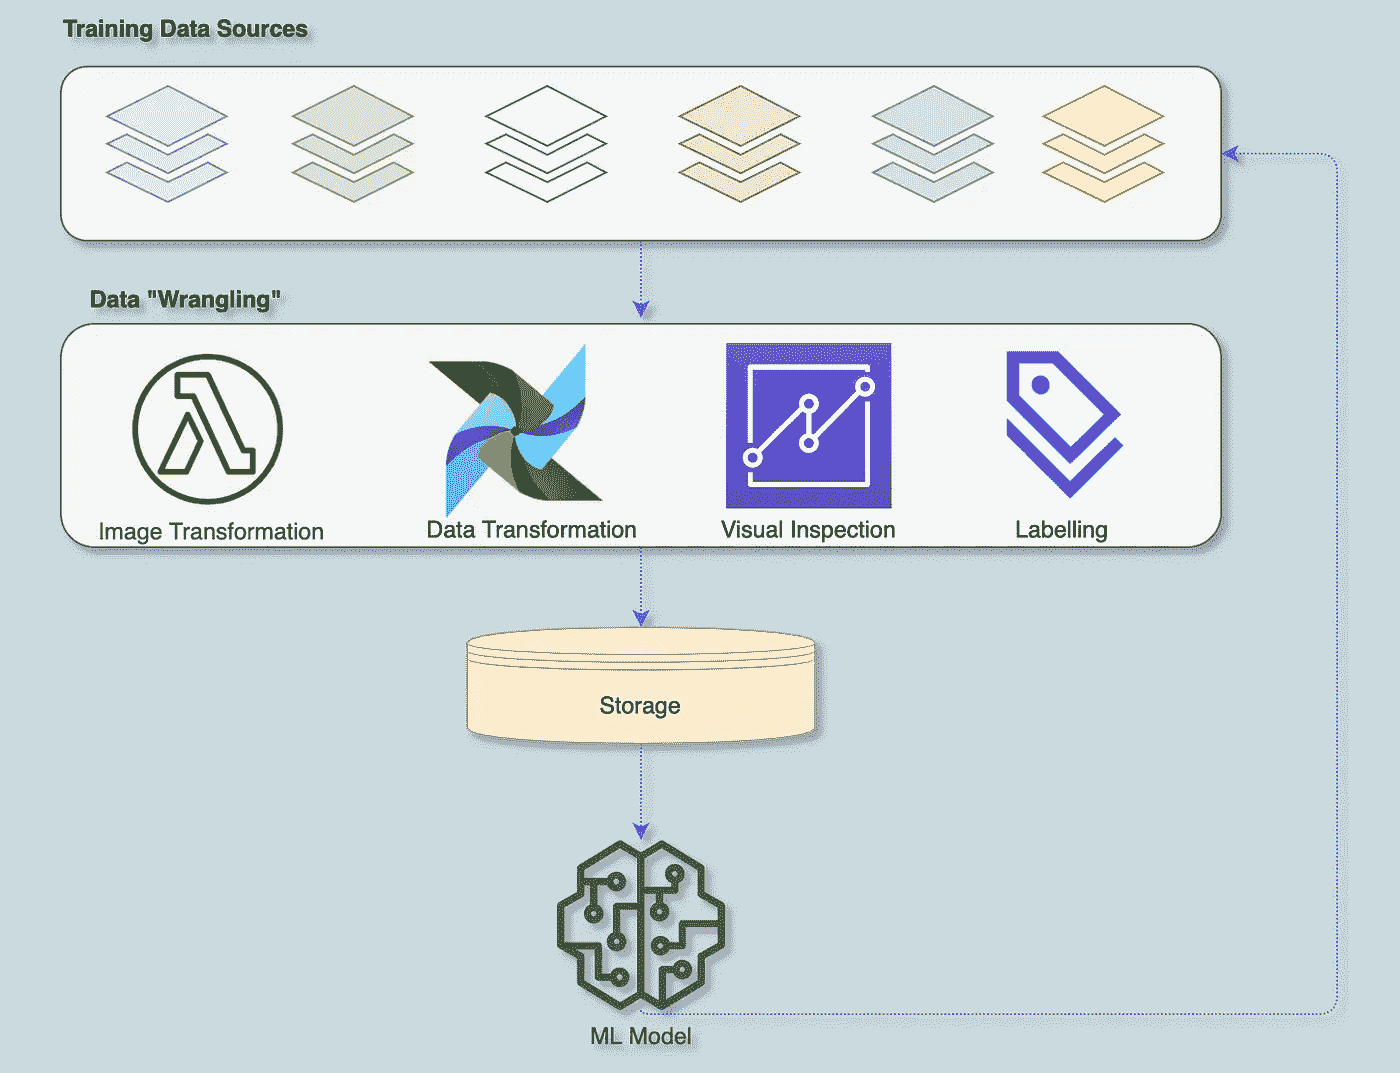 Training Data Sources
Data "Wrangling"
Image Transformation
Data Transformation
Visual Inspection
Labelling
Storage
ML Model